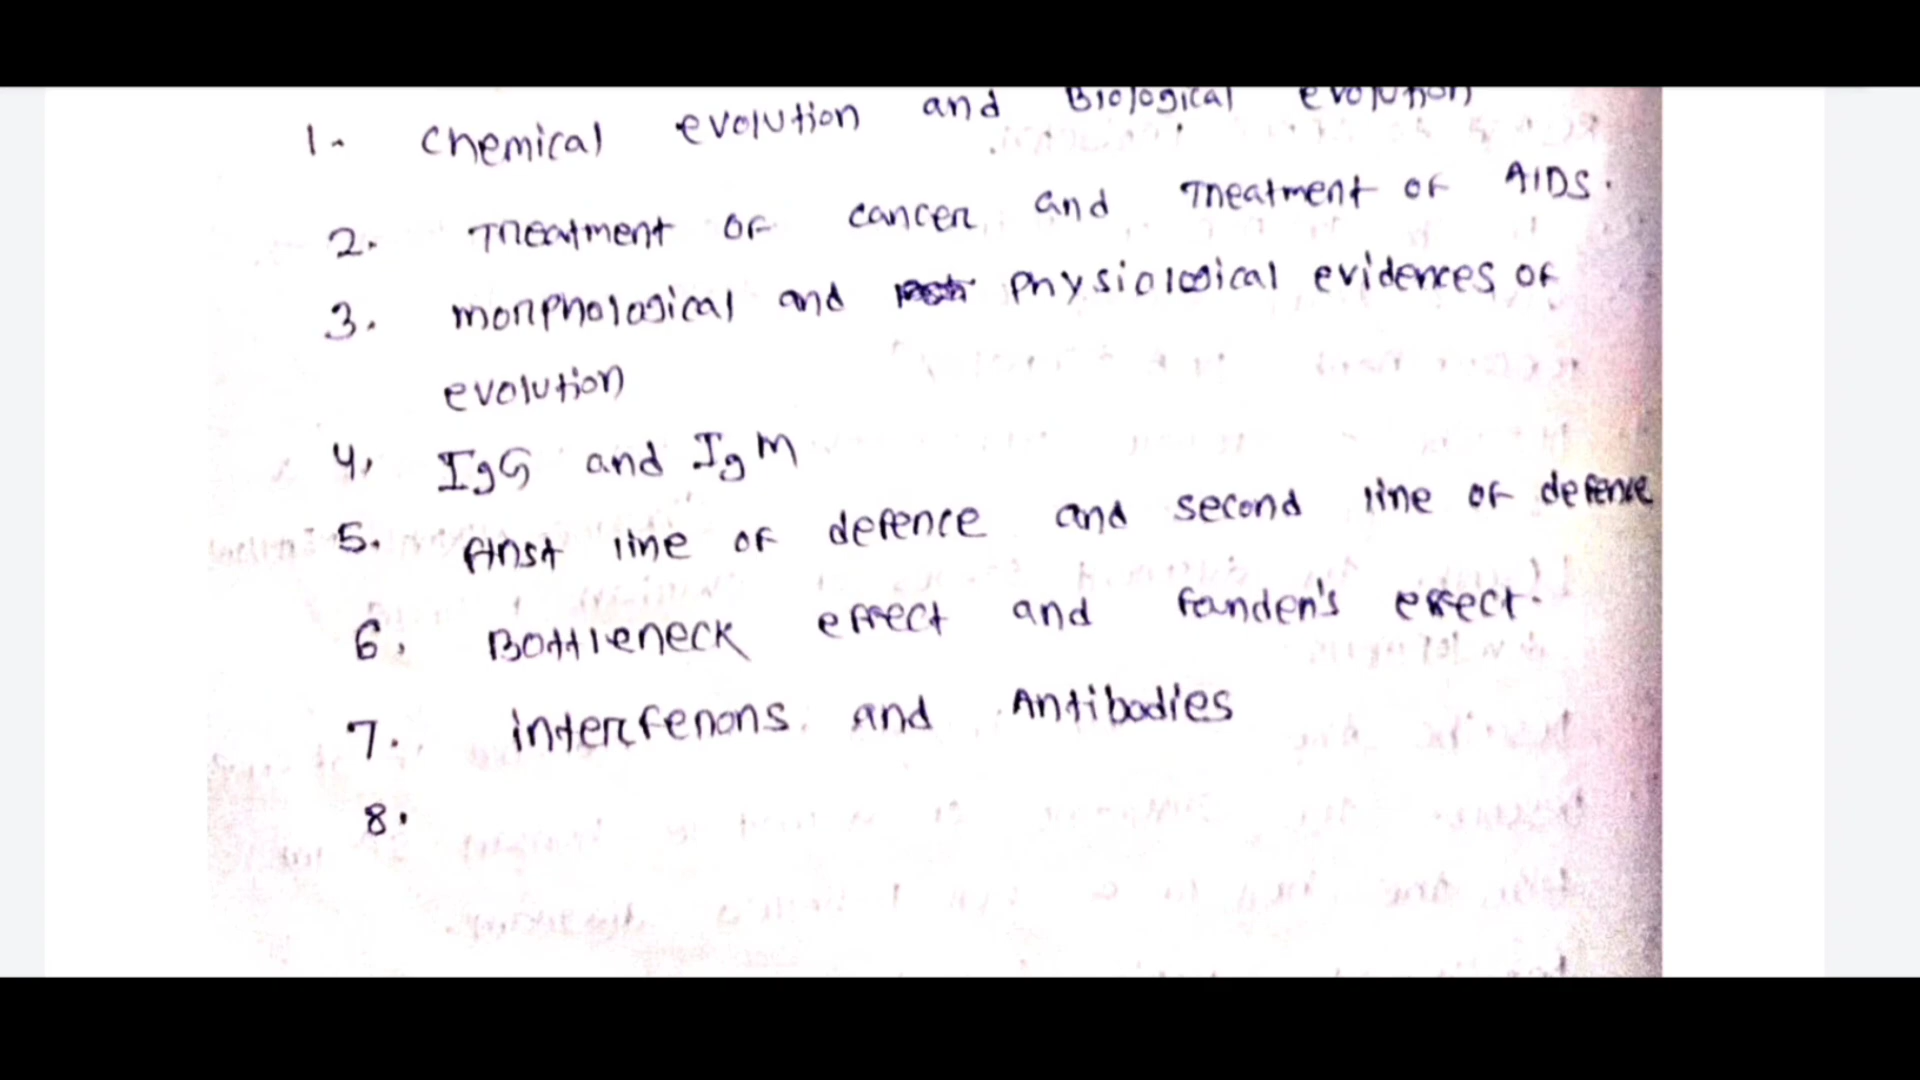 1. Chemical evolution and Biological evolution
2. Treatment of cancer and Treatment of AIDS.
3. morphological and physiological evidences of
evolution
4. IgG and IgM
5. First line of defence and second line of defence
6. Bottleneck effect and founder's effect.
7. interferons and Antibodies
8.